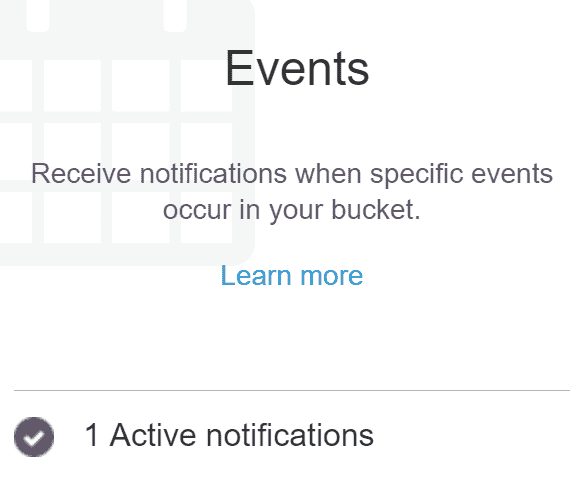 Events
Receive notifications when specific events
occur in your bucket.
Learn more
1 Active notifications